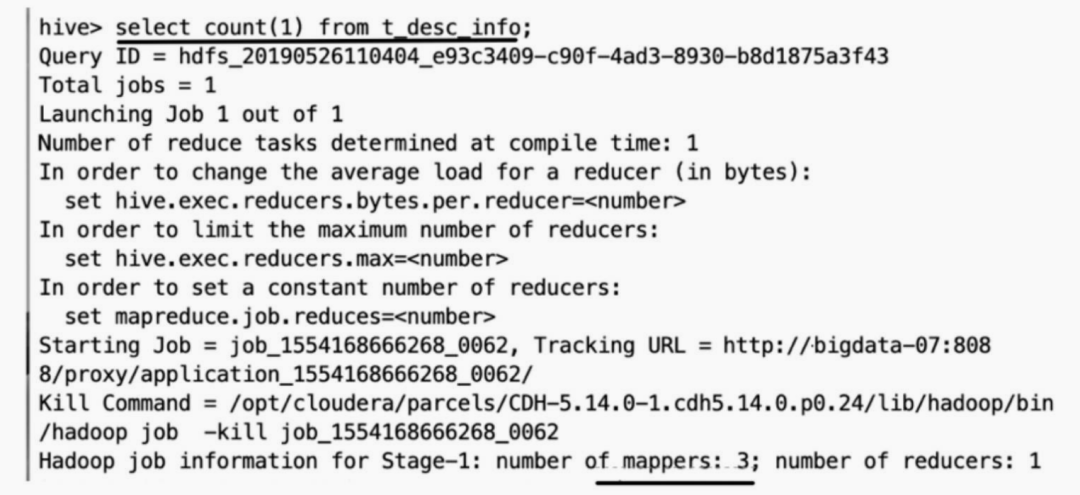 hive> select count(1) from t_desc_info;
Query ID = hdfs_20190526110404_e93c3409-c90f-4ad3-8930-b8d1875a3f43
Total jobs = 1
Launching Job 1 out of 1
Number of reduce tasks determined at compile time: 1
In order to change the average load for a reducer (in bytes):
  set hive.exec.reducers.bytes.per.reducer=<number>
In order to limit the maximum number of reducers:
  set hive.exec.reducers.max=<number>
In order to set a constant number of reducers:
  set mapreduce.job.reduces=<number>
Starting Job = job_1554168666268_0062, Tracking URL = http://bigdata-07:808
8/proxy/application_1554168666268_0062/
Kill Command = /opt/cloudera/parcels/CDH-5.14.0-1.cdh5.14.0.p0.24/lib/hadoop/bin
/hadoop job  -kill job_1554168666268_0062
Hadoop job information for Stage-1: number of mappers: 3; number of reducers: 1